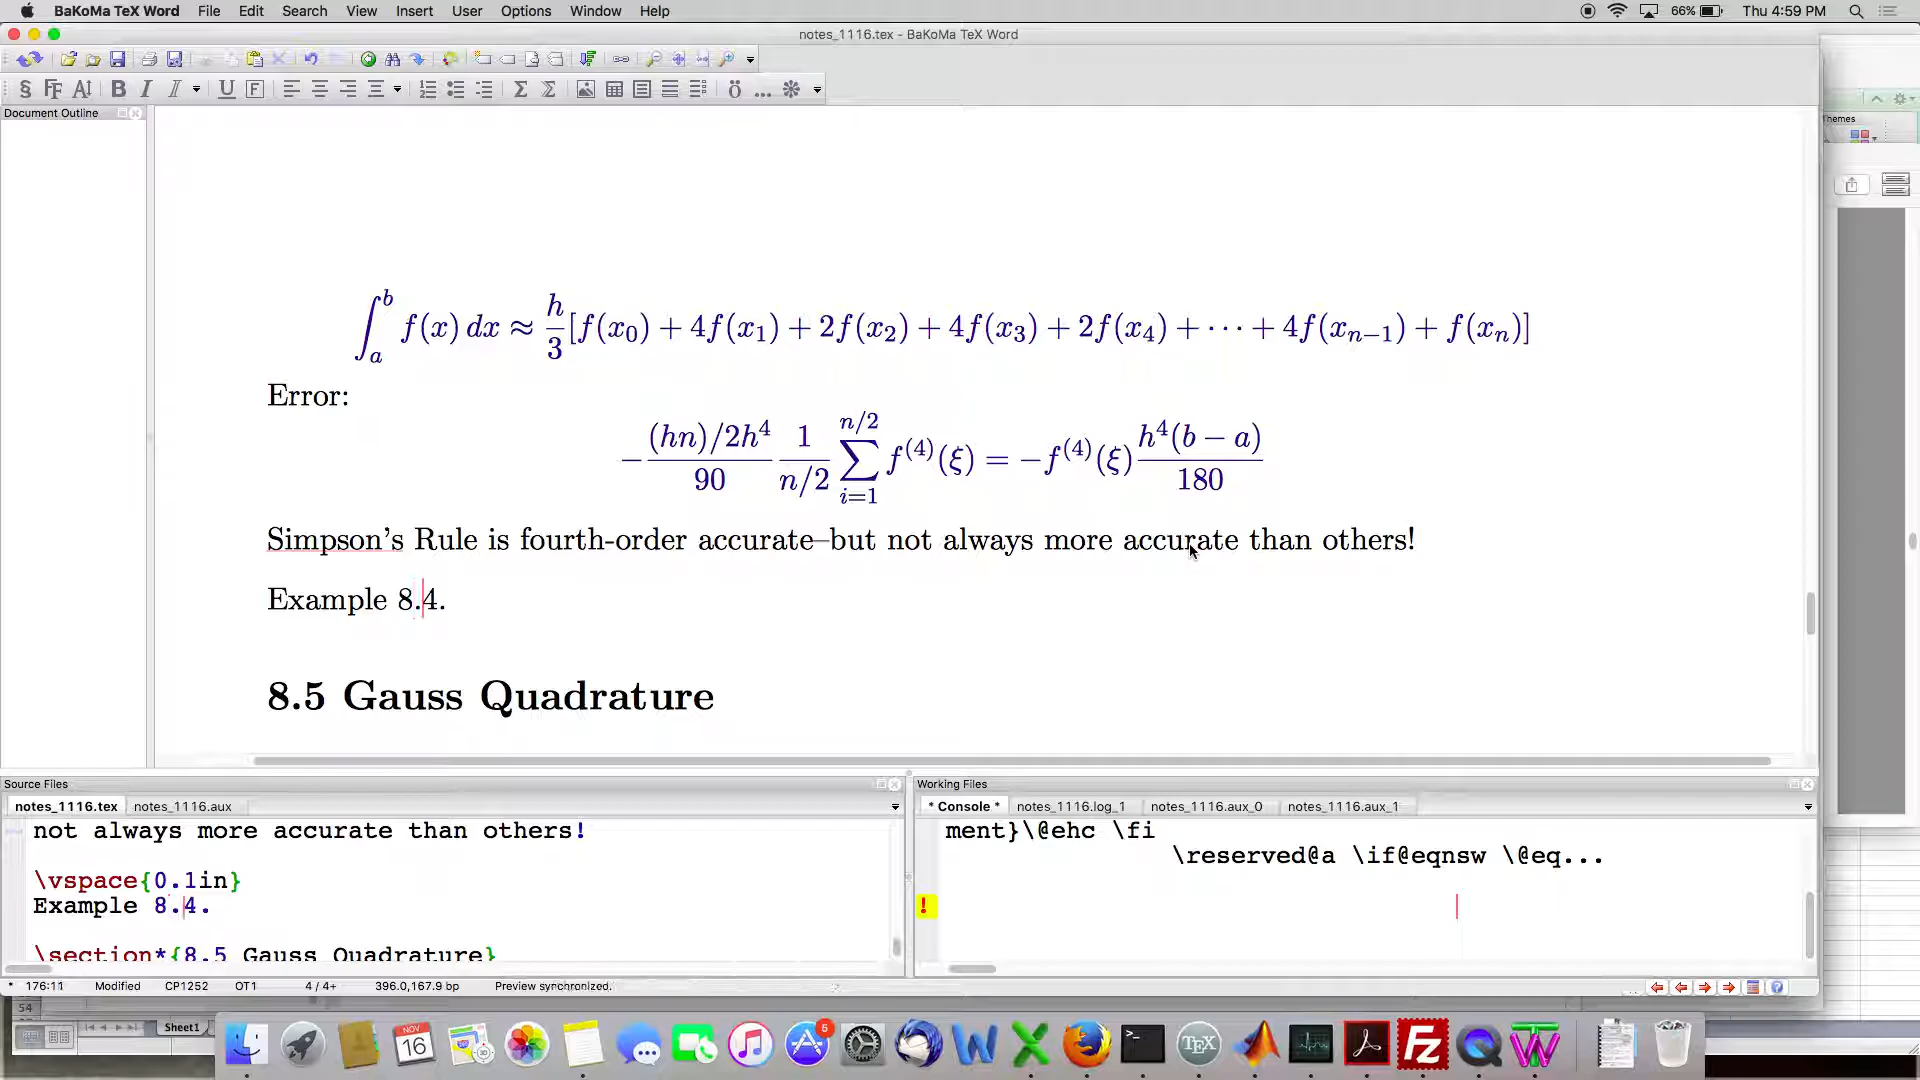 BaKoMa TeX Word File Edit Search View Insert User Options Window Help 66% Thu 4:59 PM
notes_1116.tex - BaKoMa TeX Word
Document Outline
hemes
∫_a^b f(x) dx ≈ h/3 [f(x_0) + 4f(x_1) + 2f(x_2) + 4f(x_3) + 2f(x_4) + ··· + 4f(x_{n−1}) + f(x_n)]
Error:
− (hn)/2h^4 / 90 1 / n/2 ∑_{i=1}^{n/2} f^{(4)}(ξ) = −f^{(4)}(ξ) h^4(b − a) / 180
Simpson's Rule is fourth-order accurate–but not always more accurate than others!
Example 8.4.
8.5 Gauss Quadrature
Source Files
notes_1116.tex notes_1116.aux
not always more accurate than others!
\vspace{0.1in}
Example 8.4.
\section*{8.5 Gauss Quadrature}
Working Files
* Console * notes_1116.log_1 notes_1116.aux_0 notes_1116.aux_1
ment}\@ehc \fi
\reserved@a \if@eqnsw \@eq...
!
* 176:11 Modified CP1252 OT1 4 / 4+ 396.0,167.9 bp Preview synchronized.
54
Sheet1
NOV
16
5
TEX